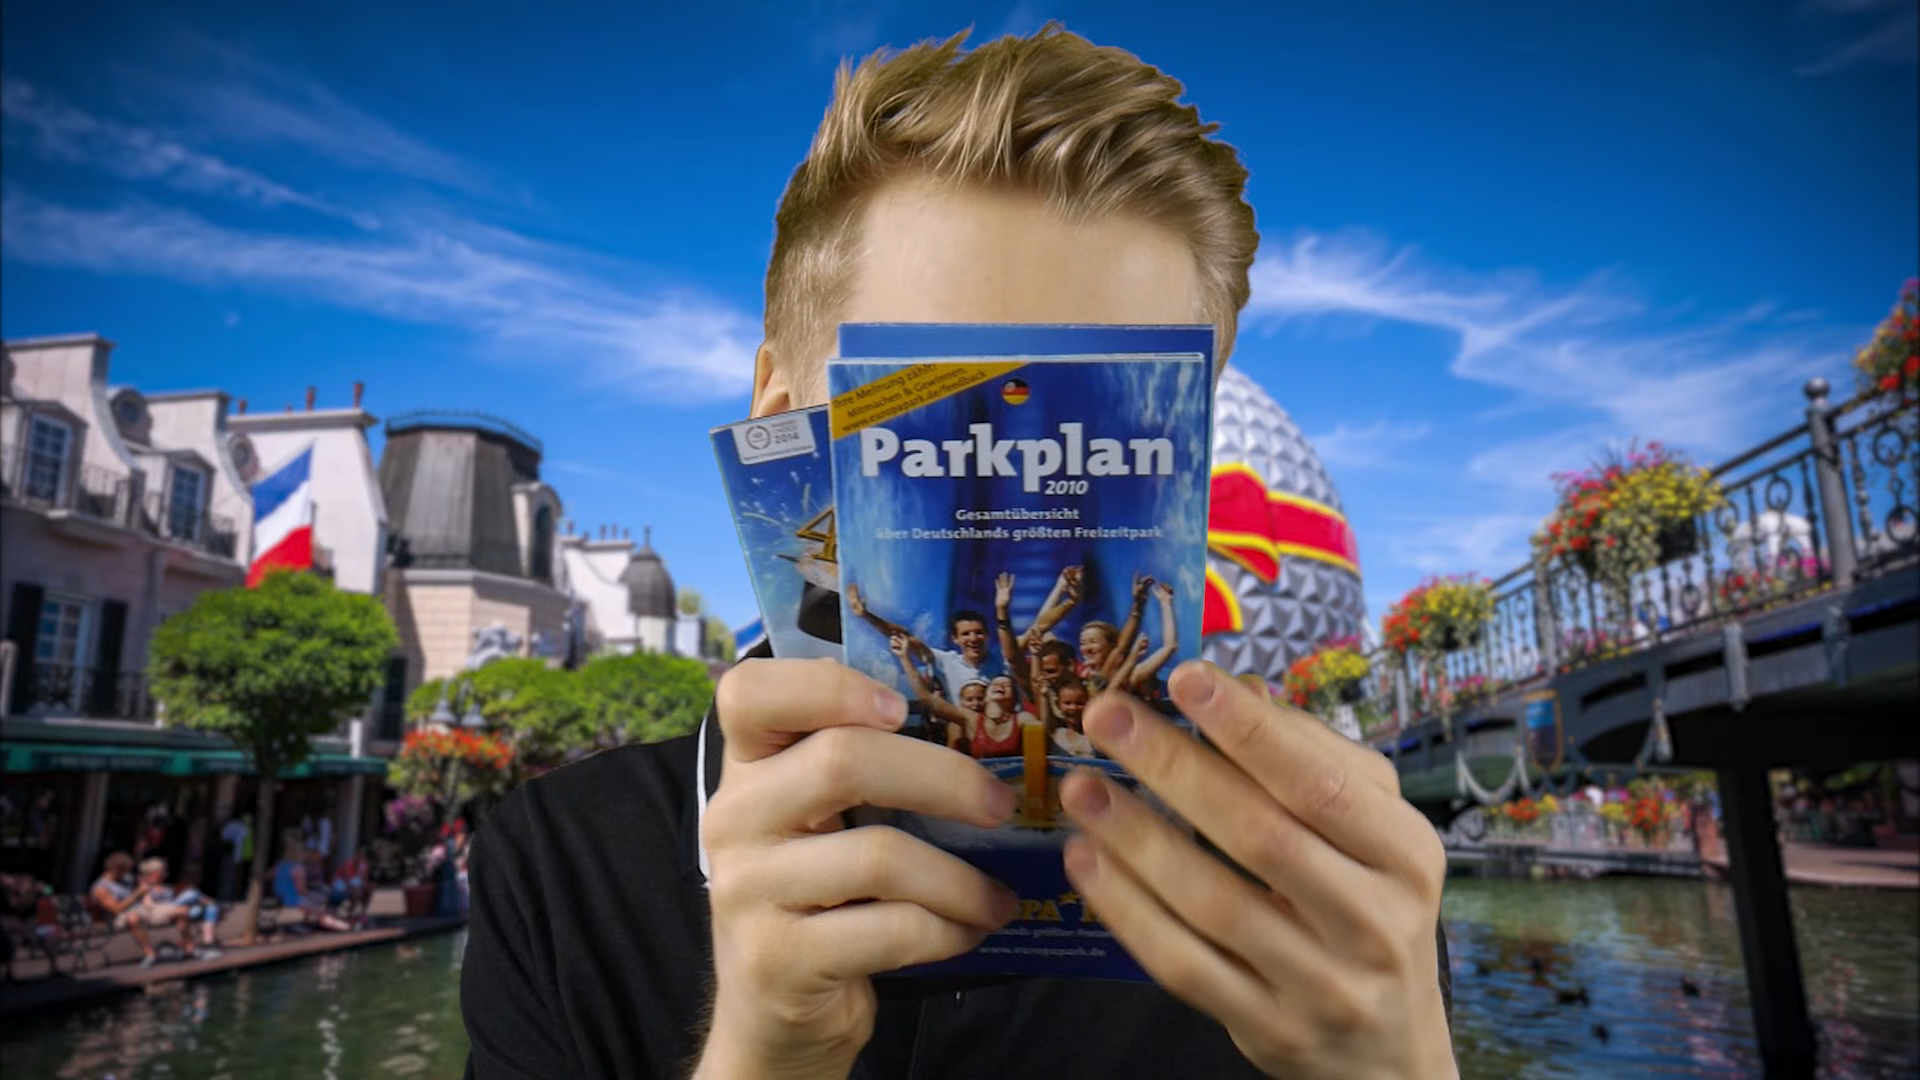 Ihre Meinung zählt!
Mitmachen & Gewinnen
www.europapark.de/feedback
2014
Parkplan
2010
Gesamtübersicht
über Deutschlands größten Freizeitpark
www.europapark.de